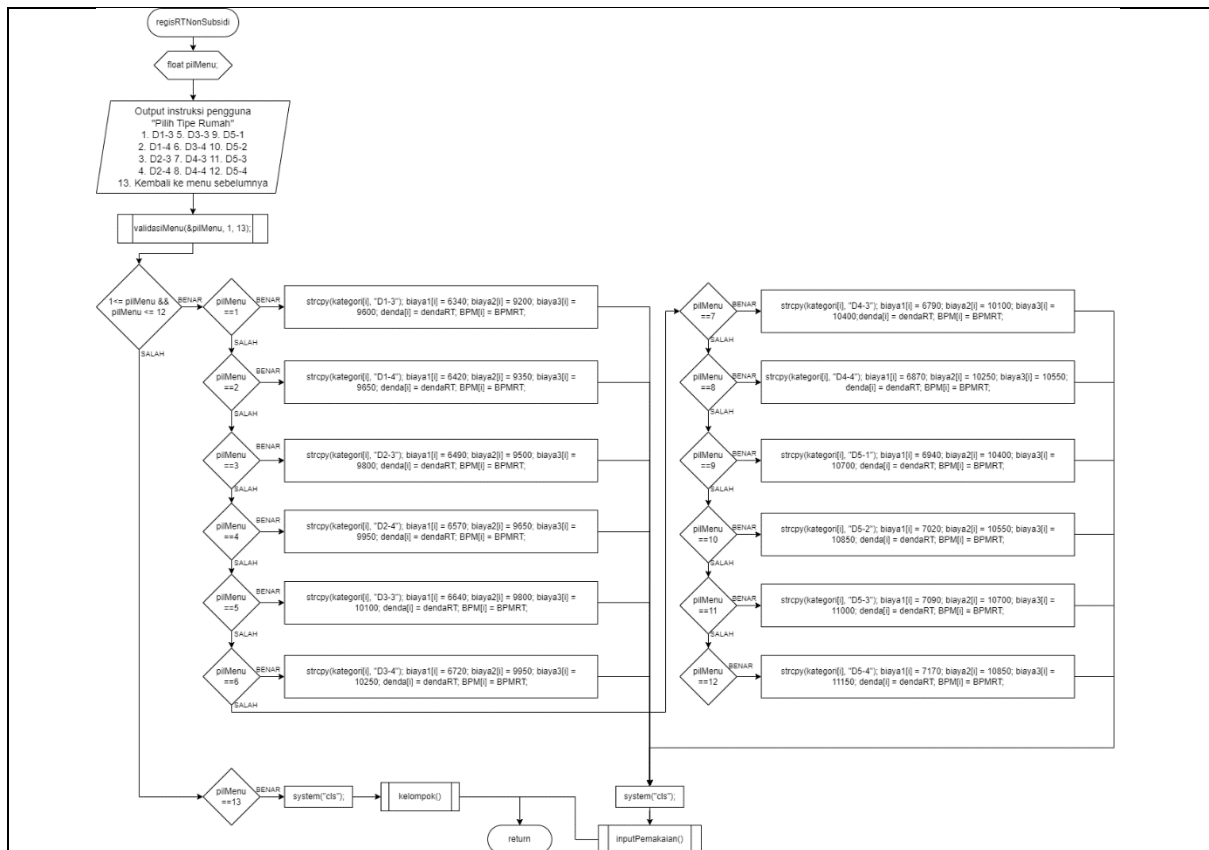 regisRTNonSubsidi
float pilMenu;
Output instruksi pengguna
"Pilih Tipe Rumah"
1. D1-3 5. D3-3 9. D5-1
2. D1-4 6. D3-4 10. D5-2
3. D2-3 7. D4-3 11. D5-3
4. D2-4 8. D4-4 12. D5-4
13. Kembali ke menu sebelumnya
validasiMenu(&pilMenu, 1, 13);
1<= pilMenu &&
pilMenu <= 12
BENAR
SALAH
pilMenu
==1
BENAR
strcpy(kategori[i], "D1-3"); biaya1[i] = 6340; biaya2[i] = 9200; biaya3[i] =
9600; denda[i] = dendaRT; BPM[i] = BPMRT;
SALAH
pilMenu
==2
BENAR
strcpy(kategori[i], "D1-4"); biaya1[i] = 6420; biaya2[i] = 9350; biaya3[i] =
9650; denda[i] = dendaRT; BPM[i] = BPMRT;
SALAH
pilMenu
==3
BENAR
strcpy(kategori[i], "D2-3"); biaya1[i] = 6490; biaya2[i] = 9500; biaya3[i] =
9800; denda[i] = dendaRT; BPM[i] = BPMRT;
SALAH
pilMenu
==4
BENAR
strcpy(kategori[i], "D2-4"); biaya1[i] = 6570; biaya2[i] = 9650; biaya3[i] =
9950; denda[i] = dendaRT; BPM[i] = BPMRT;
SALAH
pilMenu
==5
BENAR
strcpy(kategori[i], "D3-3"); biaya1[i] = 6640; biaya2[i] = 9800; biaya3[i] =
10100; denda[i] = dendaRT; BPM[i] = BPMRT;
SALAH
pilMenu
==6
BENAR
strcpy(kategori[i], "D3-4"); biaya1[i] = 6720; biaya2[i] = 9950; biaya3[i] =
10250; denda[i] = dendaRT; BPM[i] = BPMRT;
SALAH
pilMenu
==7
BENAR
strcpy(kategori[i], "D4-3"); biaya1[i] = 6790; biaya2[i] = 10100; biaya3[i] =
10400;denda[i] = dendaRT; BPM[i] = BPMRT;
SALAH
pilMenu
==8
BENAR
strcpy(kategori[i], "D4-4"); biaya1[i] = 6870; biaya2[i] = 10250; biaya3[i] = 10550;
denda[i] = dendaRT; BPM[i] = BPMRT;
SALAH
pilMenu
==9
BENAR
strcpy(kategori[i], "D5-1"); biaya1[i] = 6940; biaya2[i] = 10400; biaya3[i] =
10700; denda[i] = dendaRT; BPM[i] = BPMRT;
SALAH
pilMenu
==10
BENAR
strcpy(kategori[i], "D5-2"); biaya1[i] = 7020; biaya2[i] = 10550; biaya3[i] =
10850; denda[i] = dendaRT; BPM[i] = BPMRT;
SALAH
pilMenu
==11
BENAR
strcpy(kategori[i], "D5-3"); biaya1[i] = 7090; biaya2[i] = 10700; biaya3[i] =
11000; denda[i] = dendaRT; BPM[i] = BPMRT;
SALAH
pilMenu
==12
BENAR
strcpy(kategori[i], "D5-4"); biaya1[i] = 7170; biaya2[i] = 10850; biaya3[i] =
11150; denda[i] = dendaRT; BPM[i] = BPMRT;
pilMenu
==13
BENAR
system("cls");
kelompok()
system("cls");
return
inputPemakaian()